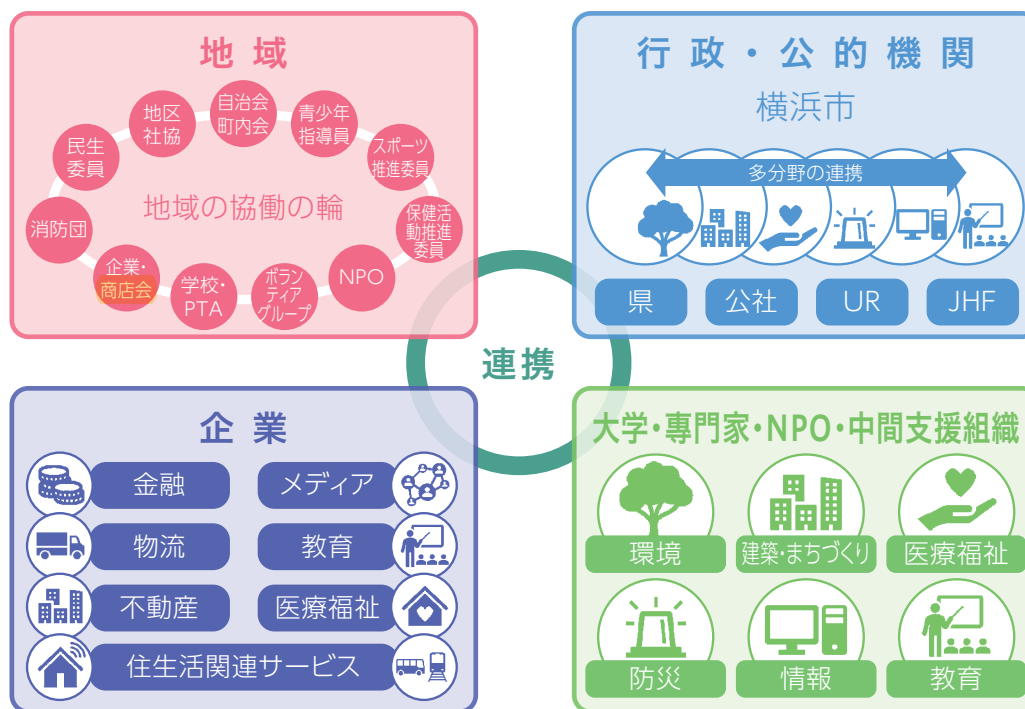 地域
自治会
町内会
青少年
指導員
スポーツ
推進委員
保健活
動推進
委員
NPO
ボラン
ティア
グループ
学校・
PTA
企業・
商店会
消防団
民生
委員
地区
社協
地域の協働の輪
行政・公的機関
横浜市
多分野の連携
県
公社
UR
JHF
連携
企業
金融
メディア
物流
教育
不動産
医療福祉
住生活関連サービス
大学・専門家・NPO・中間支援組織
環境
建築・まちづくり
医療福祉
防災
情報
教育